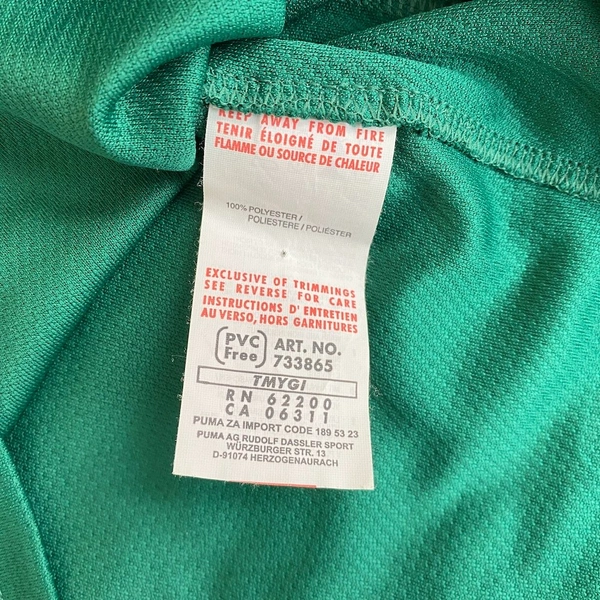 KEEP AWAY FROM FIRE
TENIR ÉLOIGNÉ DE TOUTE
FLAMME OU SOURCE DE CHALEUR
100% POLYESTER /
POLIESTERE / POLIÉSTER
EXCLUSIVE OF TRIMMINGS
SEE REVERSE FOR CARE
INSTRUCTIONS D'ENTRETIEN
AU VERSO, HORS GARNITURES
(PVC Free) ART. NO.
733865
TMYGI
RN 62200
CA 06311
PUMA ZA IMPORT CODE 189 53 23
PUMA AG RUDOLF DASSLER SPORT
WÜRZBURGER STR. 13
D-91074 HERZOGENAURACH